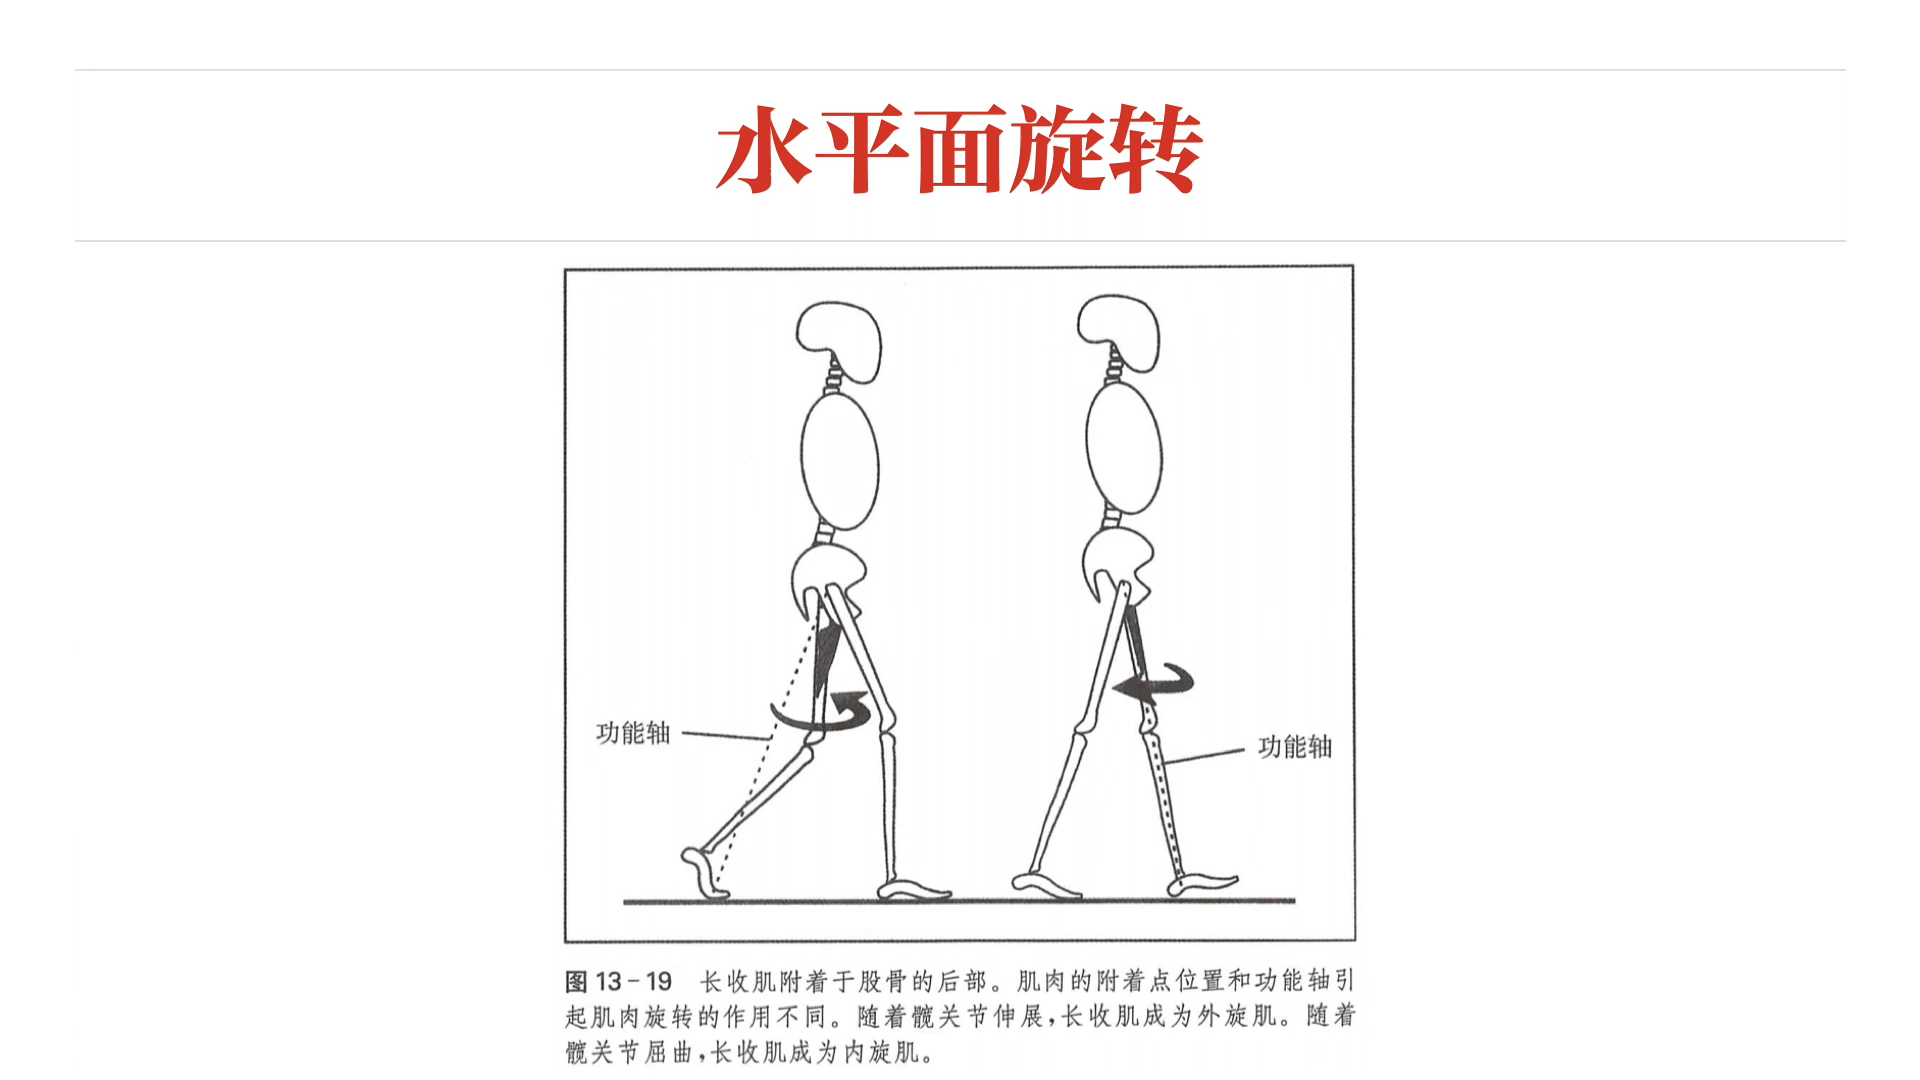 水平面旋转
功能轴
功能轴
图 13-19 长收肌附着于股骨的后部。肌肉的附着点位置和功能轴引
起肌肉旋转的作用不同。随着髋关节伸展,长收肌成为外旋肌。随着
髋关节屈曲,长收肌成为内旋肌。